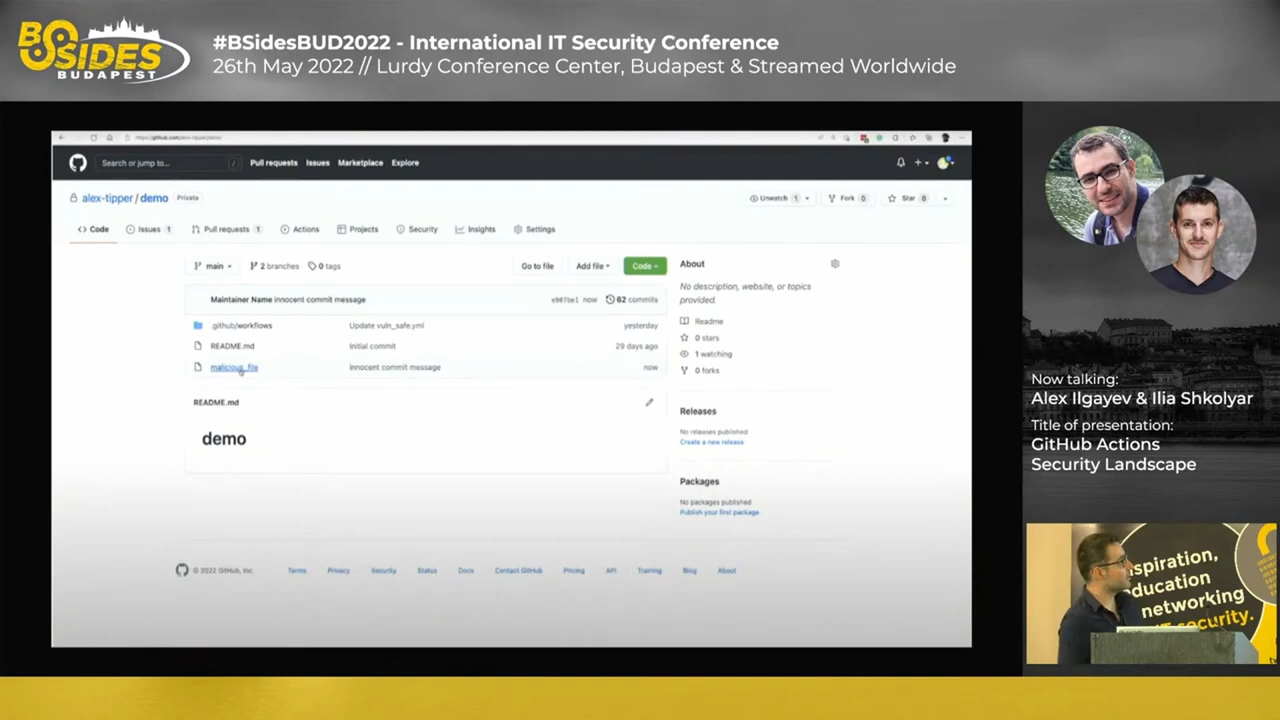 BSIDES
BUDAPEST
#BSidesBUD2022 - International IT Security Conference
26th May 2022 // Lurdy Conference Center, Budapest & Streamed Worldwide
Search or jump to...
/
Pull requests
Issues
Marketplace
Explore
alex-tipper / demo
Private
Unwatch 1
Fork 0
Star 0
Code
Issues 1
Pull requests 1
Actions
Projects
Security
Insights
Settings
main
2 branches
0 tags
Go to file
Add file
Code
Maintainer Name innocent commit message
now
62 commits
.github/workflows
Update vuln_safe.yml
yesterday
README.md
Initial commit
29 days ago
malicious_file
innocent commit message
now
README.md
demo
About
No description, website, or topics
provided.
Readme
0 stars
1 watching
0 forks
Releases
No releases published
Create a new release
Packages
No packages published
Publish your first package
© 2022 GitHub, Inc.
Terms
Privacy
Security
Status
Docs
Contact GitHub
Pricing
API
Training
Blog
About
Now talking:
Alex Ilgayev & Ilia Shkolyar
Title of presentation:
GitHub Actions
Security Landscape
spiration,
ducation
networking
IT security.